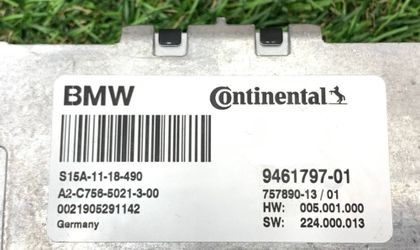 BMW Continental
S15A-11-18-490 9461797-01
A2-C756-5021-3-00 757890-13 / 01
0021905291142 HW: 005.001.000
Germany SW: 224.000.013